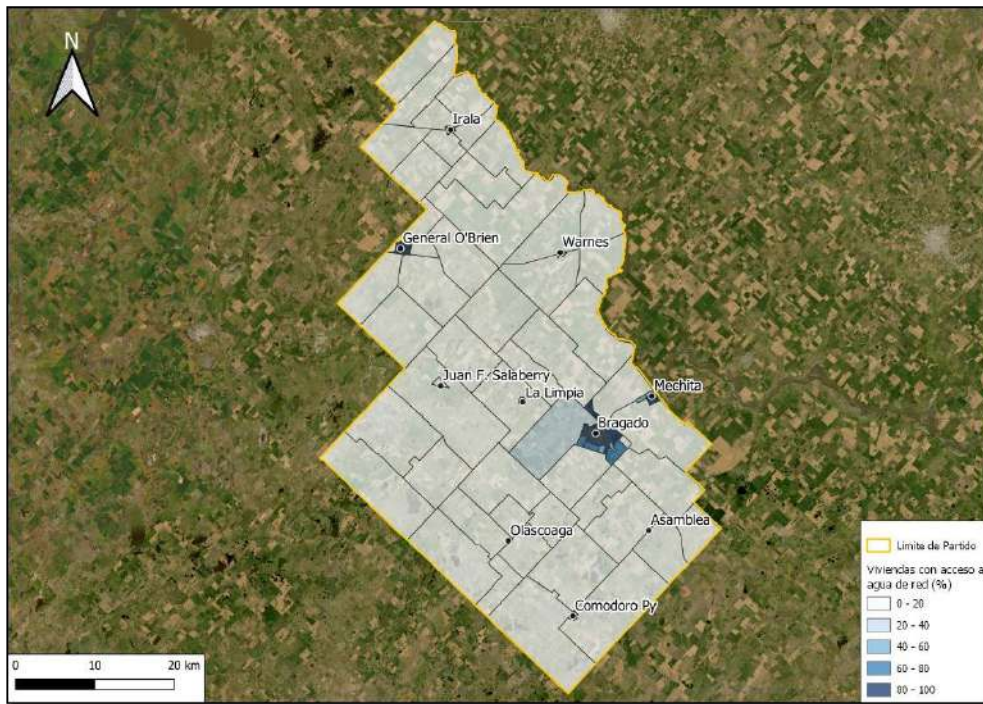 N
Irala
General O'Brien
Warnes
Juan F. Salaberry
La Limpia
Mechita
Bragado
Olascoaga
Asamblea
Comodoro Py
0 10 20 km
Limite de Partido
Viviendas con acceso a
agua de red (%)
0 - 20
20 - 40
40 - 60
60 - 80
80 - 100